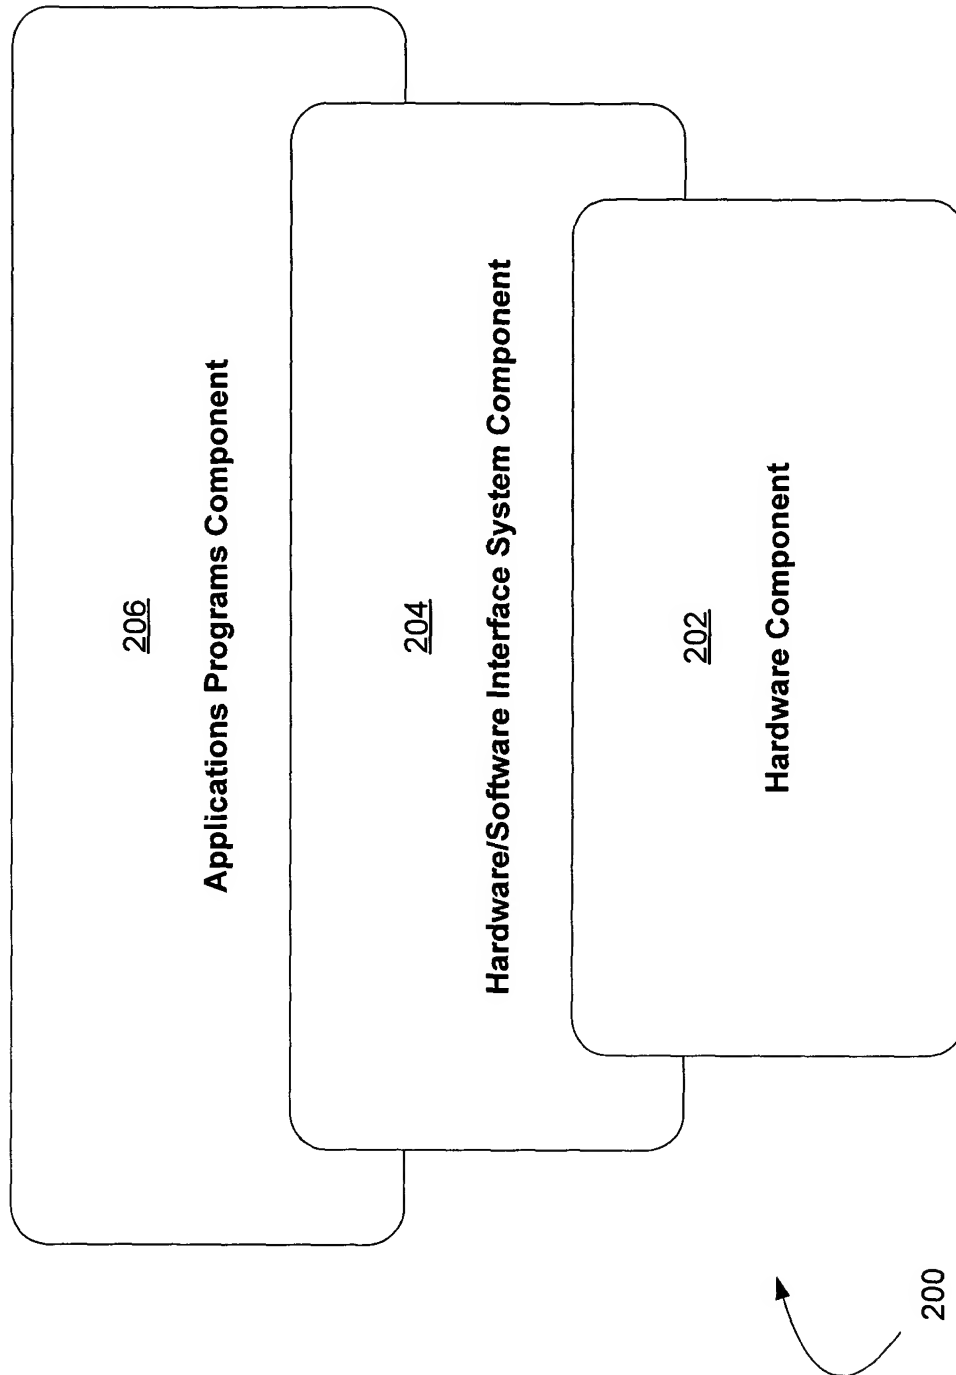 206
Applications Programs Component
204
Hardware/Software Interface System Component
202
Hardware Component
200